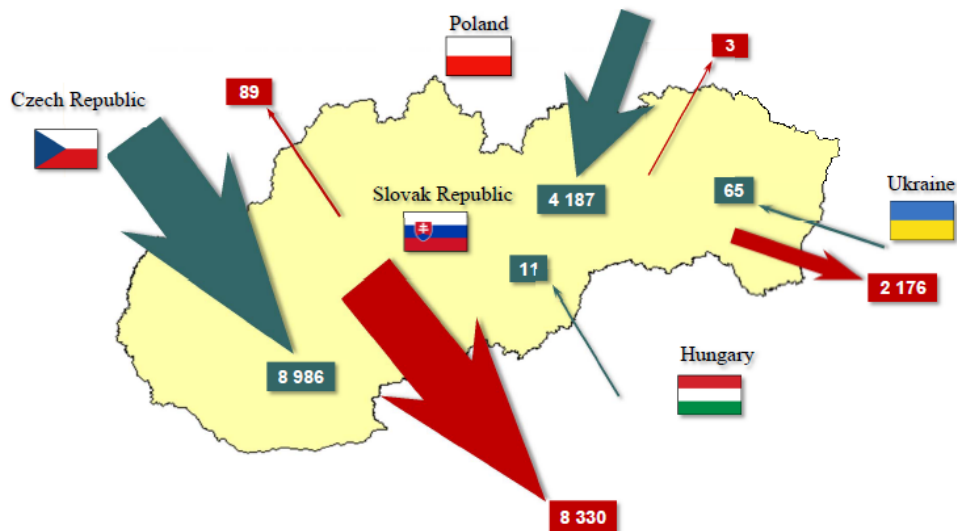 Poland
3
89
Czech Republic
Slovak Republic
4 187
65
Ukraine
11
2 176
Hungary
8 986
8 330